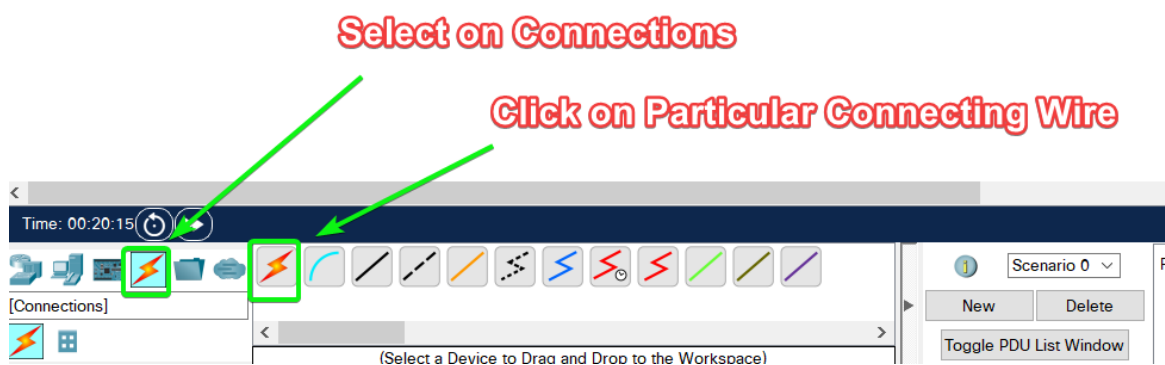 Select on Connections
Click on Particular Connecting Wire
Time: 00:20:15
Scenario 0
[Connections]
New
Delete
(Select a Device to Drag and Drop to the Workspace)
Toggle PDU List Window